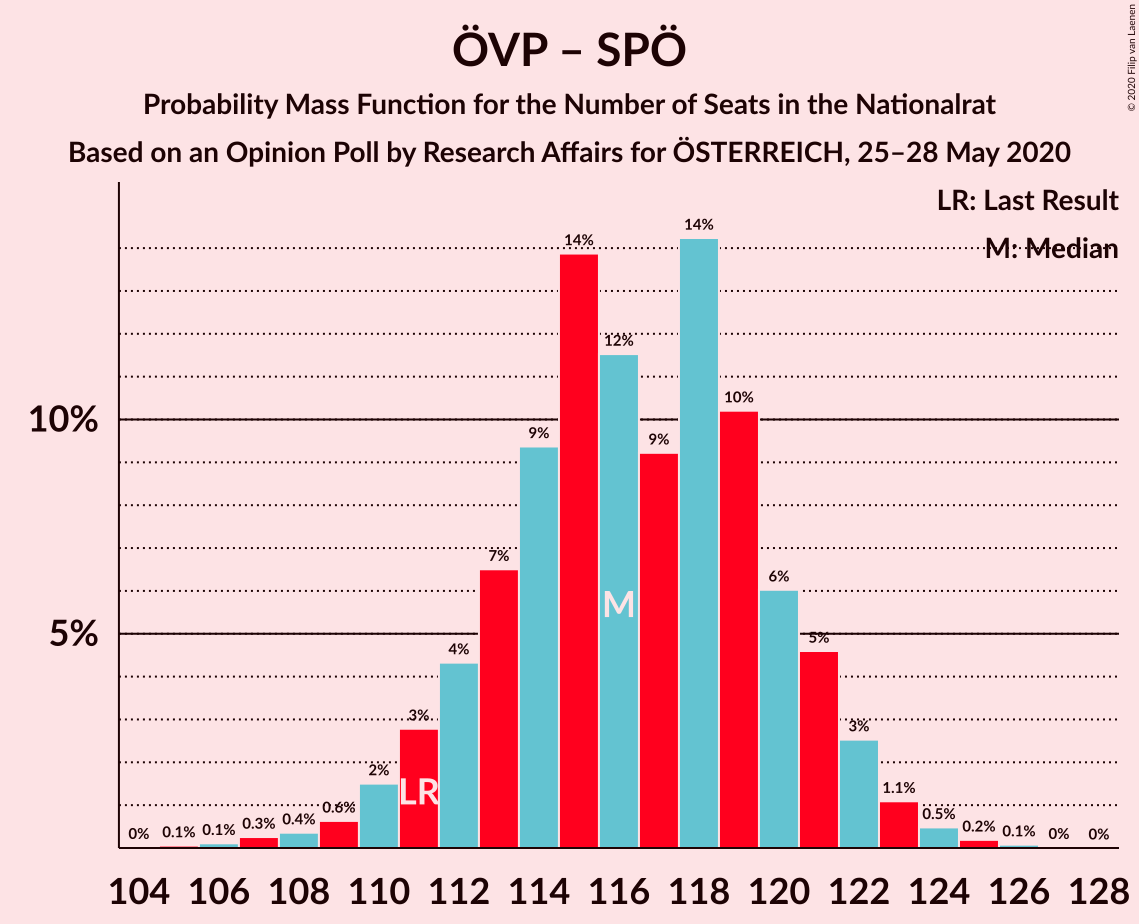 ÖVP – SPÖ
Probability Mass Function for the Number of Seats in the Nationalrat
Based on an Opinion Poll by Research Affairs for ÖSTERREICH, 25–28 May 2020
© 2020 Filip van Laenen
LR: Last Result
M: Median
10%
5%
0% 0.1% 0.1% 0.3% 0.4% 0.6% 2% 3% 4% 7% 9% 14% 12% 9% 14% 10% 6% 5% 3% 1.1% 0.5% 0.2% 0.1% 0% 0%
LR
M
104 106 108 110 112 114 116 118 120 122 124 126 128